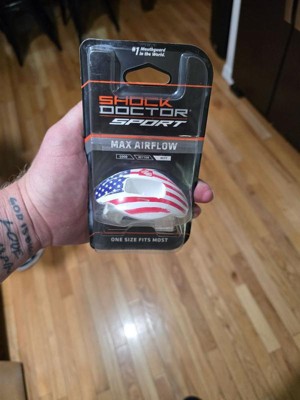 #1 Mouthguard
in the World.
SHOCK
DOCTOR
SPORT
MAX AIRFLOW
ONE SIZE FITS MOST